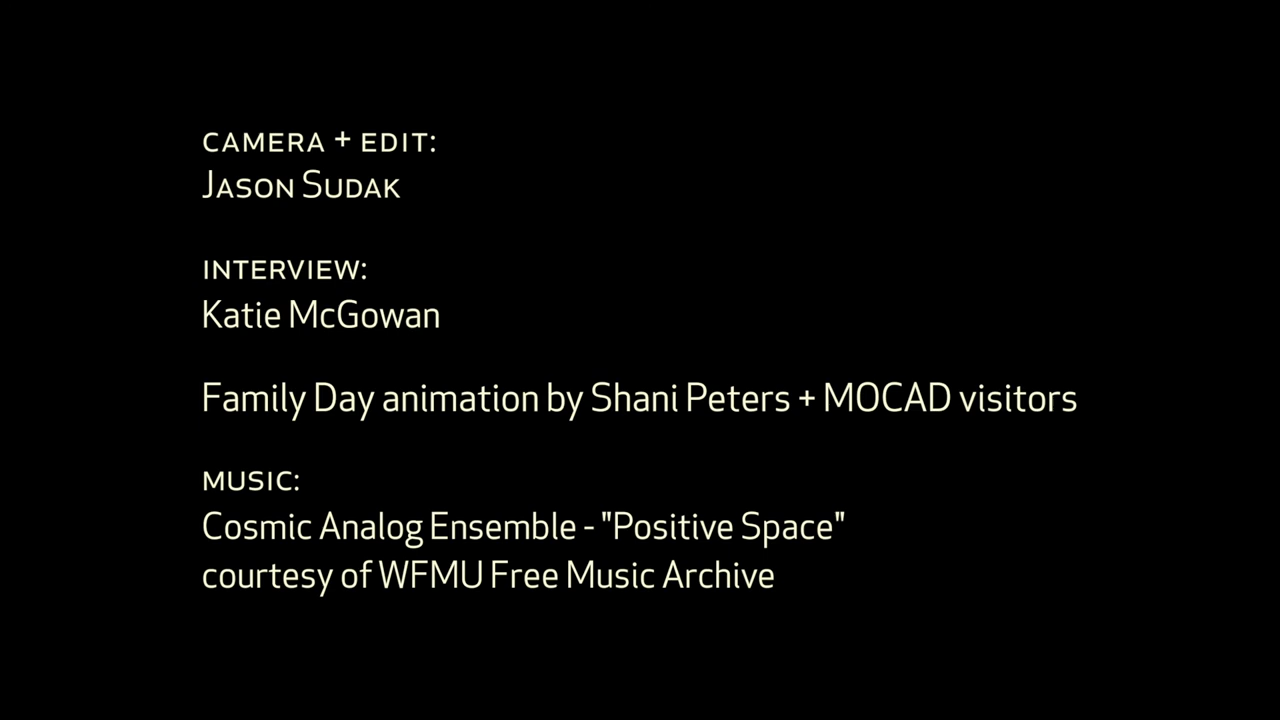 CAMERA + EDIT:
JASON SUDAK
INTERVIEW:
Katie McGowan
Family Day animation by Shani Peters + MOCAD visitors
MUSIC:
Cosmic Analog Ensemble - "Positive Space"
courtesy of WFMU Free Music Archive